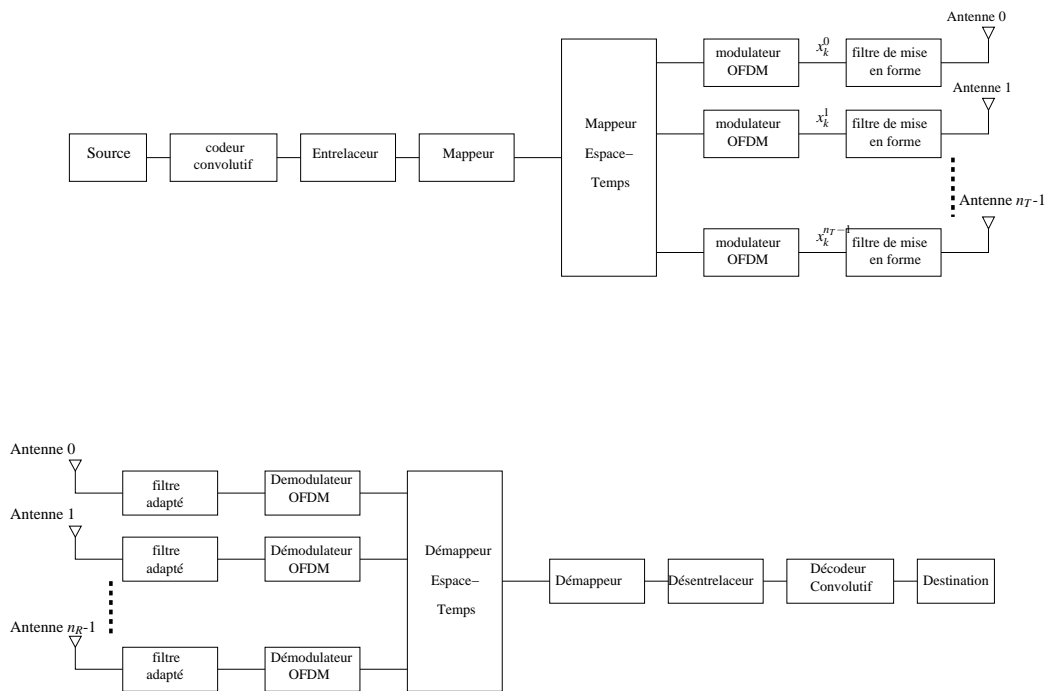 Antenne 0
modulateur
OFDM
$x_k^0$
filtre de mise
en forme
Antenne 1
Mappeur
Espace–
Temps
modulateur
OFDM
$x_k^1$
filtre de mise
en forme
Source
codeur
convolutif
Entrelaceur
Mappeur
Antenne $n_T$-1
modulateur
OFDM
$x_k^{n_T-1}$
filtre de mise
en forme
Antenne 0
filtre
adapté
Demodulateur
OFDM
Antenne 1
filtre
adapté
Démodulateur
OFDM
Démappeur
Espace–
Temps
Démappeur
Désentrelaceur
Décodeur
Convolutif
Destination
Antenne $n_R$-1
filtre
adapté
Démodulateur
OFDM